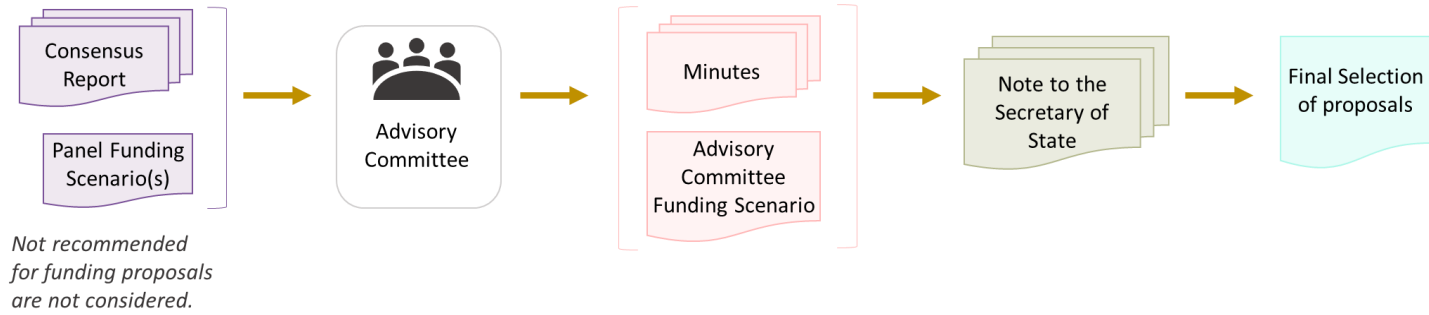 Consensus
Report
Panel Funding
Scenario(s)
Not recommended
for funding proposals
are not considered.
Advisory
Committee
Minutes
Advisory
Committee
Funding Scenario
Note to the
Secretary of
State
Final Selection
of proposals